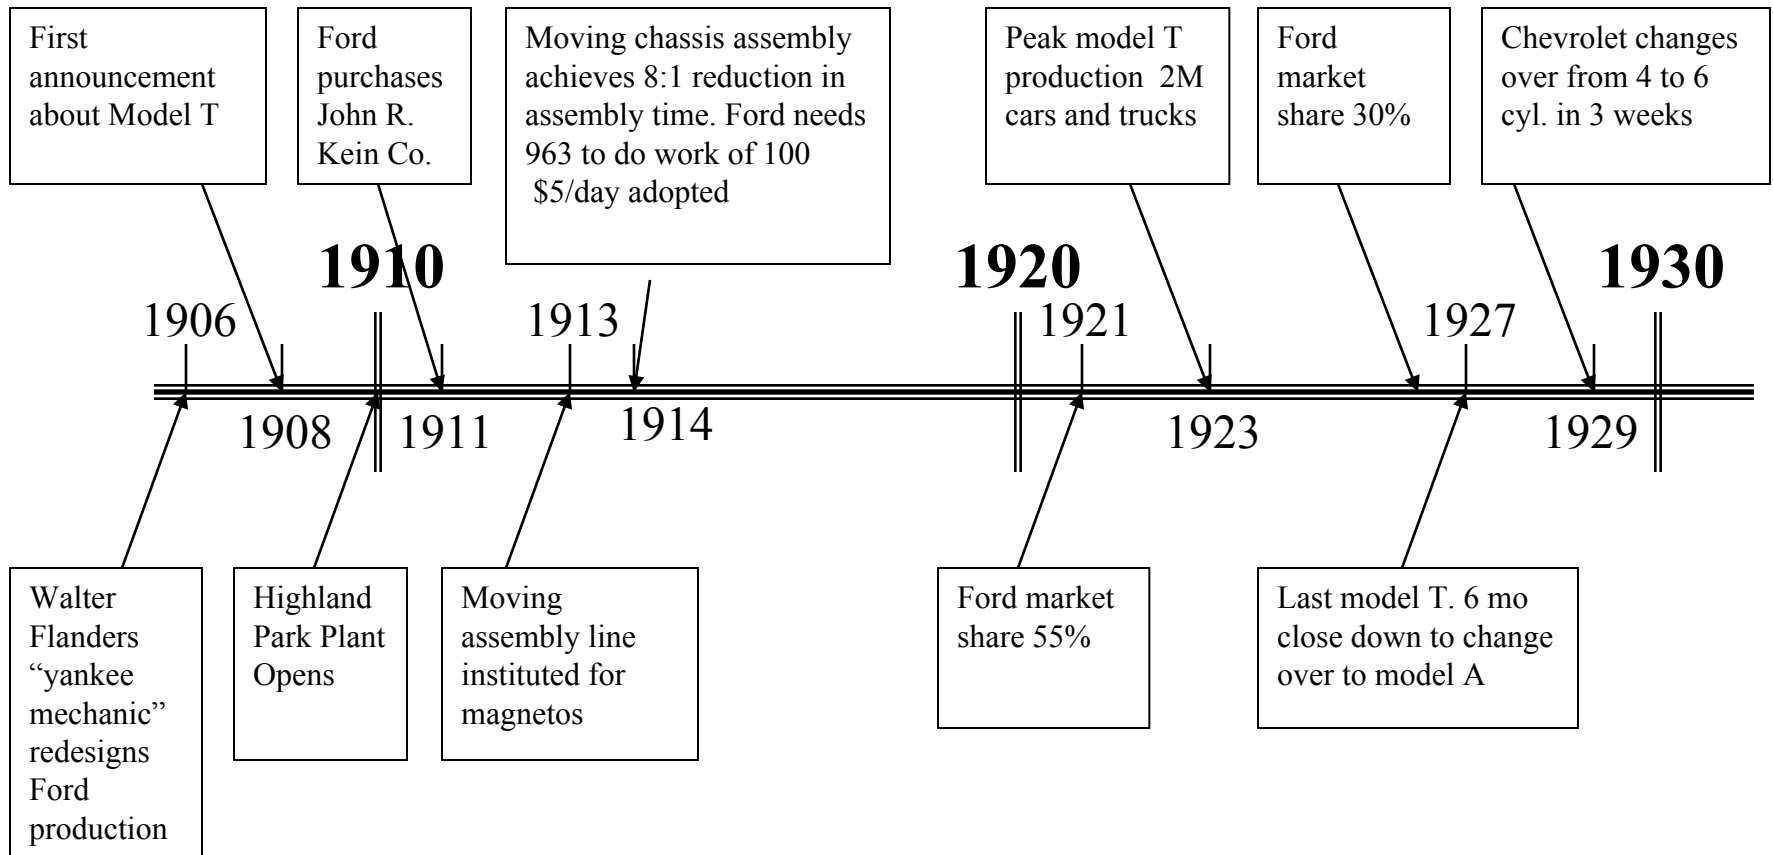 First
announcement
about Model T
Ford
purchases
John R.
Kein Co.
Moving chassis assembly
achieves 8:1 reduction in
assembly time. Ford needs
963 to do work of 100
$5/day adopted
Peak model T
production 2M
cars and trucks
Ford
market
share 30%
Chevrolet changes
over from 4 to 6
cyl. in 3 weeks
1910
1920
1930
1906
1913
1921
1927
1908
1911
1914
1923
1929
Walter
Flanders
“yankee
mechanic”
redesigns
Ford
production
Highland
Park Plant
Opens
Moving
assembly line
instituted for
magnetos
Ford market
share 55%
Last model T. 6 mo
close down to change
over to model A